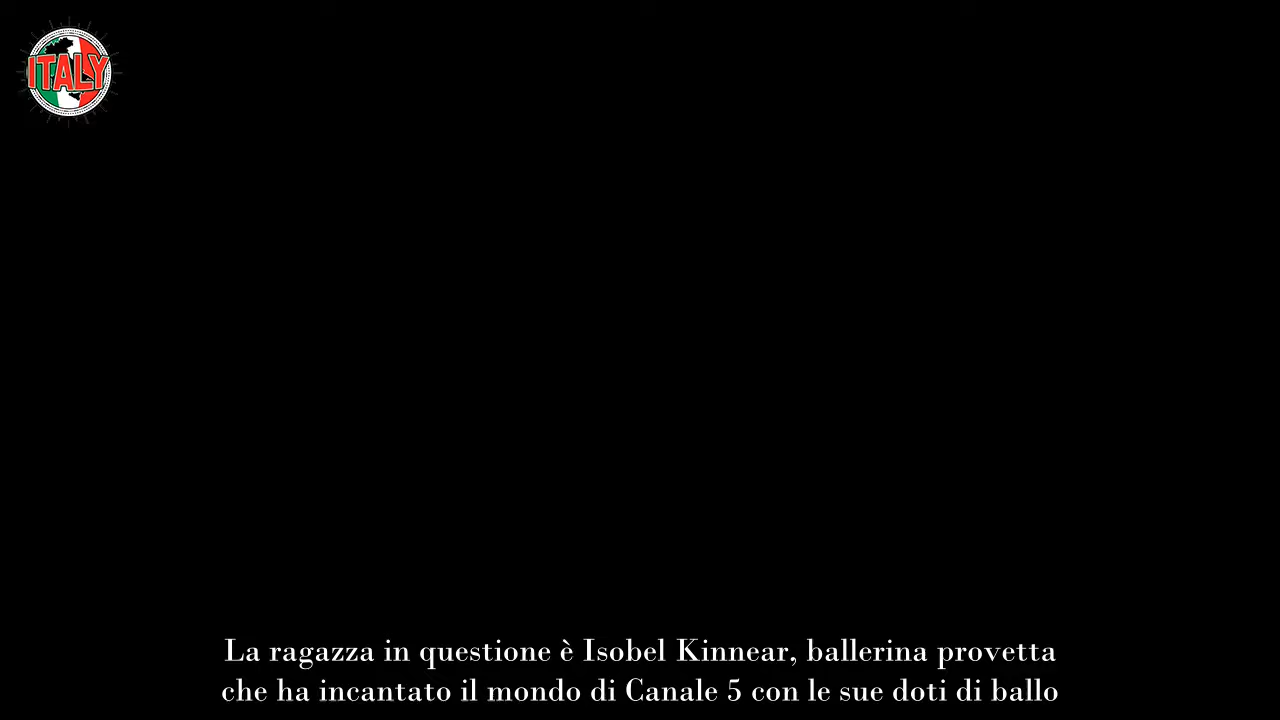 ITALY
La ragazza in questione è Isobel Kinnear, ballerina provetta
che ha incantato il mondo di Canale 5 con le sue doti di ballo